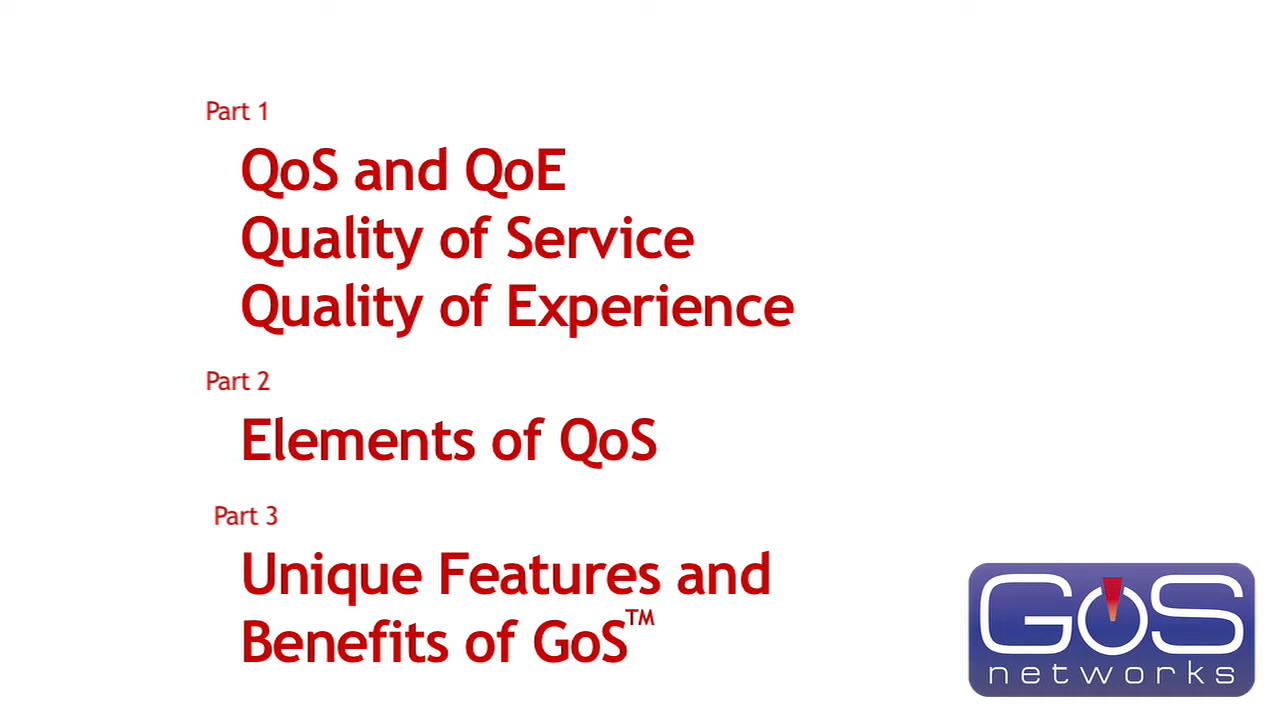 Part 1
QoS and QoE
Quality of Service
Quality of Experience
Part 2
Elements of QoS
Part 3
Unique Features and
Benefits of GoS™
GoS
networks